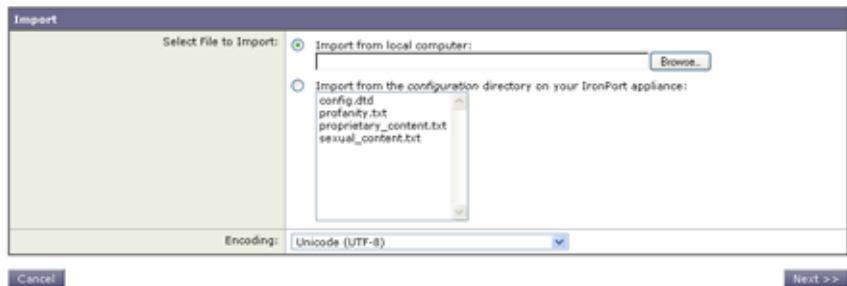 Import
Select File to Import:
Import from local computer:
Browse...
Import from the configuration directory on your IronPort appliance:
config.dtd
profanity.txt
proprietary_content.txt
sexual_content.txt
Encoding: Unicode (UTF-8)
Cancel Next >>